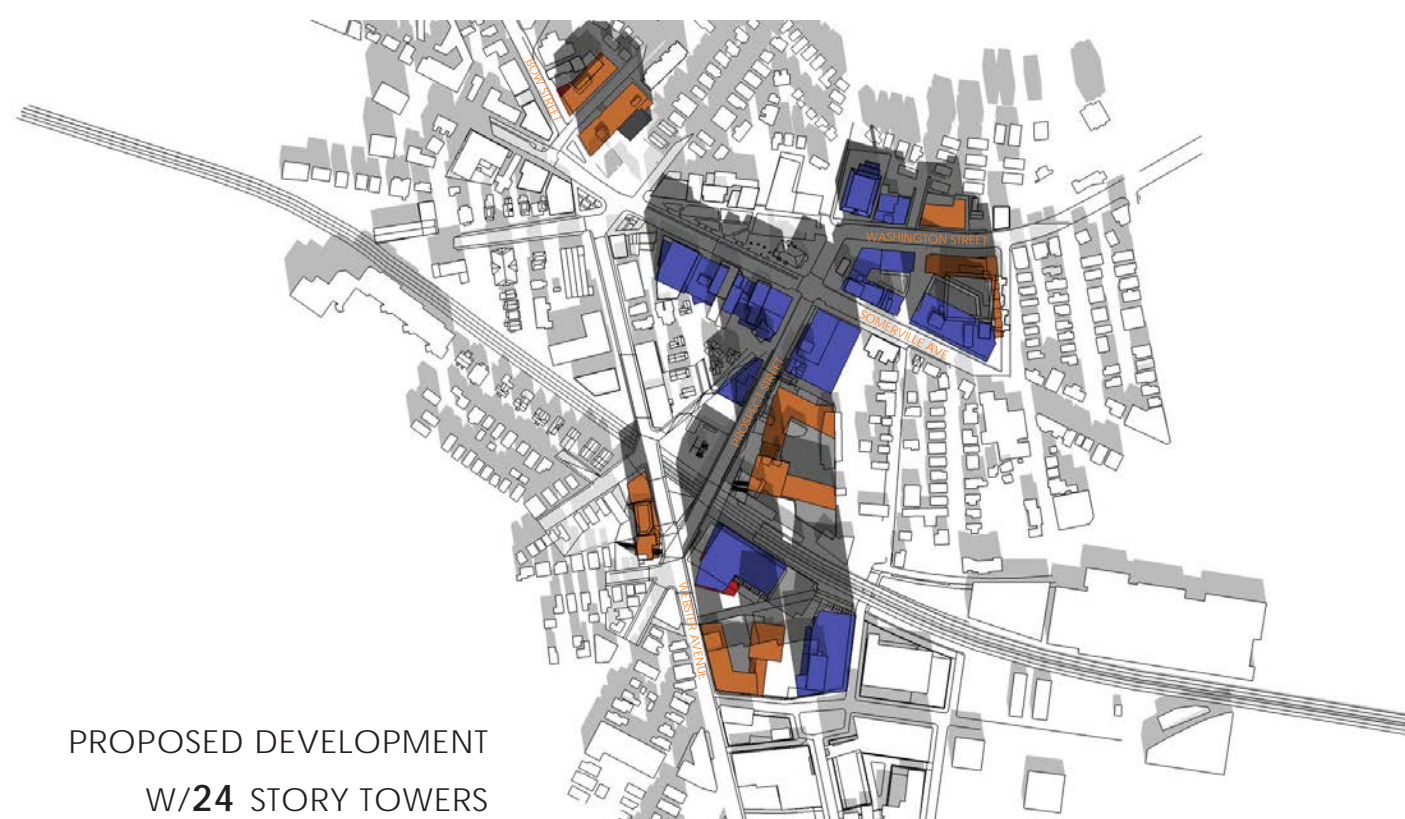 BOW STREET
WASHINGTON STREET
SOMERVILLE AVE
PROSPECT STREET
WEBSTER AVENUE
PROPOSED DEVELOPMENT
W/24 STORY TOWERS